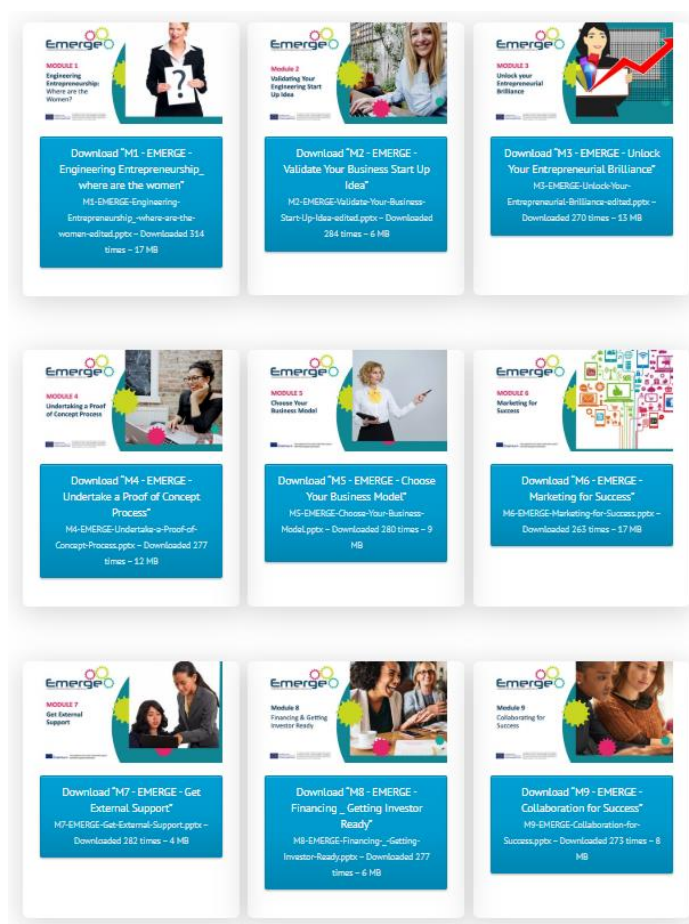 Emerge
MODULE 1
Engineering
Entrepreneurship:
Where are the
Women?
Download "M1 - EMERGE -
Engineering Entrepreneurship_
where are the women"
M1-EMERGE-Engineering-
Entrepreneurship_-where-are-the-
women-edited.pptx – Downloaded 314
times – 17 MB
Emerge
Module 2
Validating Your
Engineering Start
Up Idea
Download "M2 - EMERGE -
Validate Your Business Start Up
Idea"
M2-EMERGE-Validate-Your-Business-
Start-Up-Idea-edited.pptx – Downloaded
284 times – 6 MB
Emerge
MODULE 3
Unlock your
Entrepreneurial
Brilliance
Download "M3 - EMERGE - Unlock
Your Entrepreneurial Brilliance"
M3-EMERGE-Unlock-Your-
Entrepreneurial-Brilliance-edited.pptx –
Downloaded 270 times – 13 MB
Emerge
MODULE 4
Undertaking a Proof
of Concept Process
Download "M4 - EMERGE -
Undertake a Proof of Concept
Process"
M4-EMERGE-Undertake-a-Proof-of-
Concept-Process.pptx – Downloaded 277
times – 12 MB
Emerge
MODULE 5
Choose Your
Business Model
Download "M5 - EMERGE - Choose
Your Business Model"
M5-EMERGE-Choose-Your-Business-
Model.pptx – Downloaded 280 times – 9
MB
Emerge
MODULE 6
Marketing for
Success
Download "M6 - EMERGE -
Marketing for Success"
M6-EMERGE-Marketing-for-Success.pptx –
Downloaded 263 times – 17 MB
Emerge
MODULE 7
Get External
Support
Download "M7 - EMERGE - Get
External Support"
M7-EMERGE-Get-External-Support.pptx –
Downloaded 282 times – 4 MB
Emerge
Module 8
Financing & Getting
Investor Ready
Download "M8 - EMERGE -
Financing _ Getting Investor
Ready"
M8-EMERGE-Financing-_-Getting-
Investor-Ready.pptx – Downloaded 277
times – 6 MB
Emerge
Module 9
Collaborating for
Success
Download "M9 - EMERGE -
Collaboration for Success"
M9-EMERGE-Collaboration-for-
Success.pptx – Downloaded 273 times – 8
MB